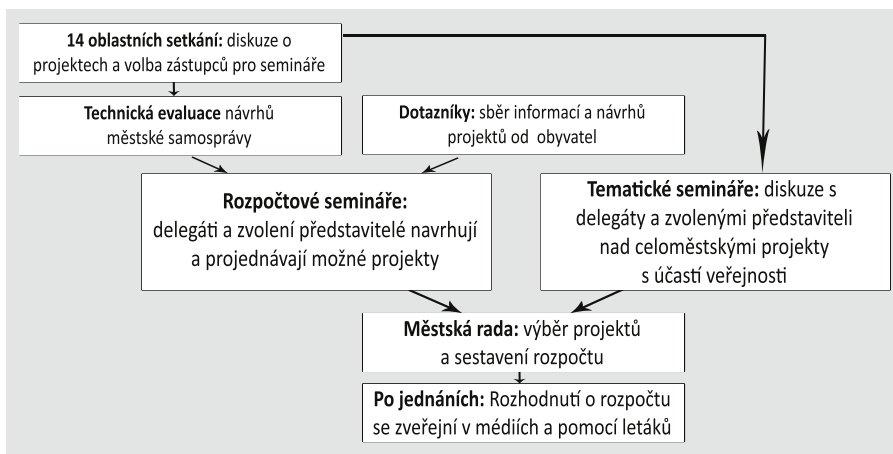 14 oblastních setkání: diskuze o
projektech a volba zástupců pro semináře
Technická evaluace návrhů
městské samosprávy
Dotazníky: sběr informací a návrhů
projektů od obyvatel
Rozpočtové semináře:
delegáti a zvolení představitelé navrhují
a projednávají možné projekty
Tematické semináře: diskuze s
delegáty a zvolenými představiteli
nad celoměstskými projekty
s účastí veřejnosti
Městská rada: výběr projektů
a sestavení rozpočtu
Po jednáních: Rozhodnutí o rozpočtu
se zveřejní v médiích a pomocí letáků